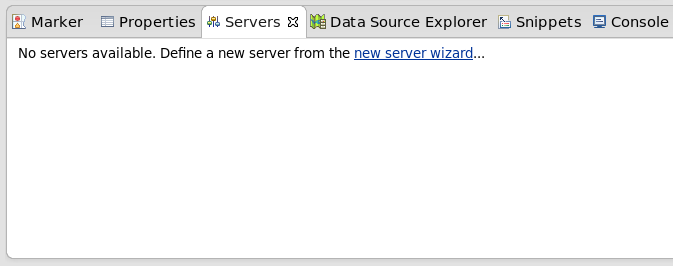 Marker Properties Servers Data Source Explorer Snippets Console
No servers available. Define a new server from the new server wizard...